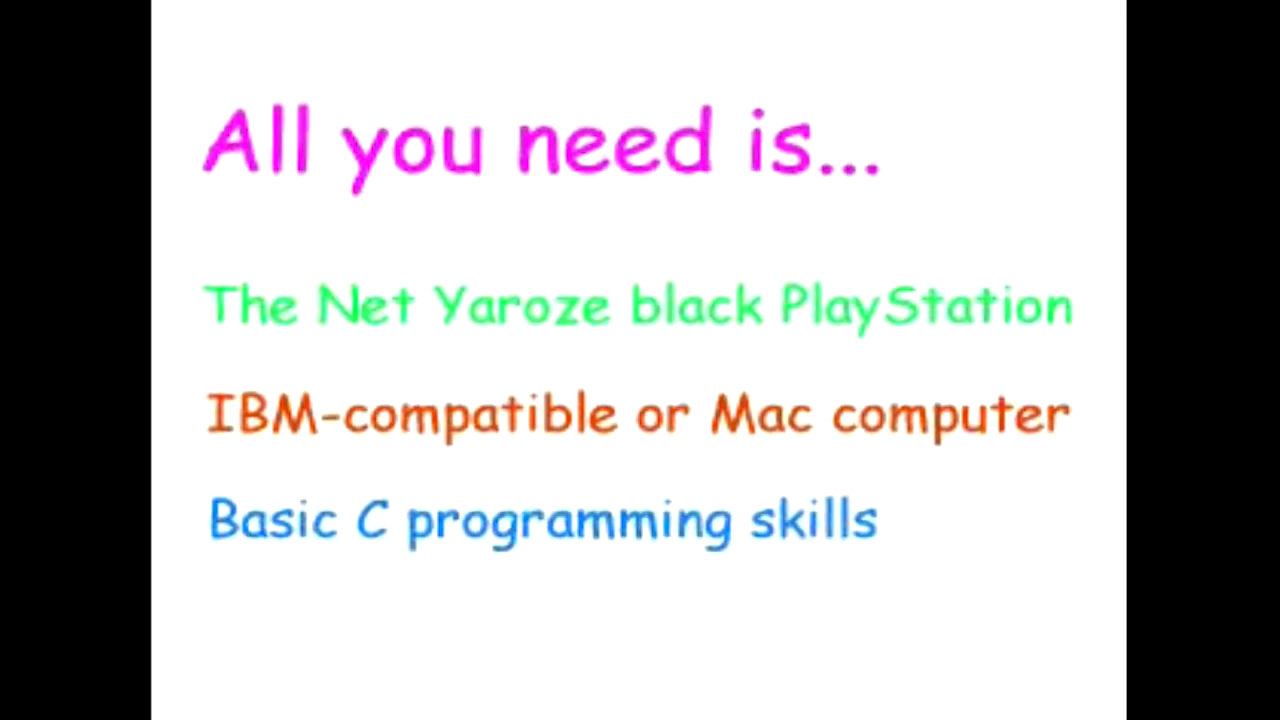 All you need is...
The Net Yaroze black PlayStation
IBM-compatible or Mac computer
Basic C programming skills